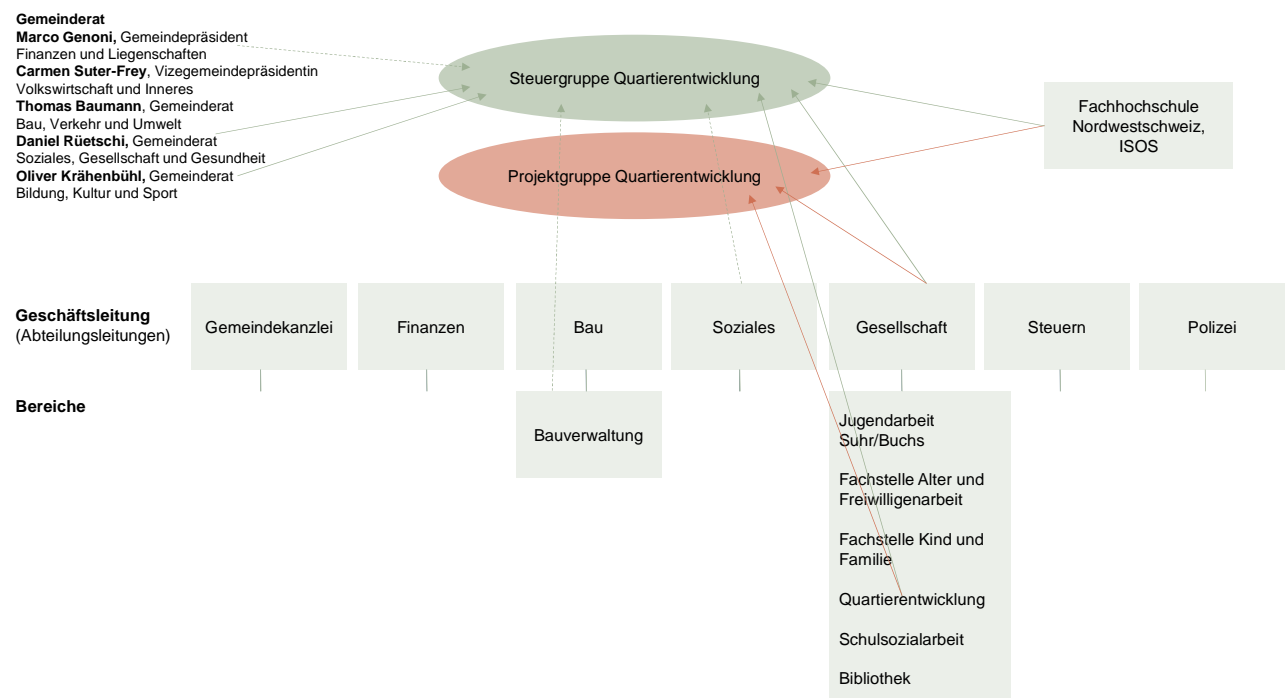 Gemeinderat
Marco Genoni, Gemeindepräsident
Finanzen und Liegenschaften
Carmen Suter-Frey, Vizegemeindepräsidentin
Volkswirtschaft und Inneres
Thomas Baumann, Gemeinderat
Bau, Verkehr und Umwelt
Daniel Rüetschi, Gemeinderat
Soziales, Gesellschaft und Gesundheit
Oliver Krähenbühl, Gemeinderat
Bildung, Kultur und Sport
Steuergruppe Quartierentwicklung
Projektgruppe Quartierentwicklung
Fachhochschule
Nordwestschweiz,
ISOS
Geschäftsleitung
(Abteilungsleitungen)
Gemeindekanzlei
Finanzen
Bau
Soziales
Gesellschaft
Steuern
Polizei
Bereiche
Bauverwaltung
Jugendarbeit
Suhr/Buchs
Fachstelle Alter und
Freiwilligenarbeit
Fachstelle Kind und
Familie
Quartierentwicklung
Schulsozialarbeit
Bibliothek